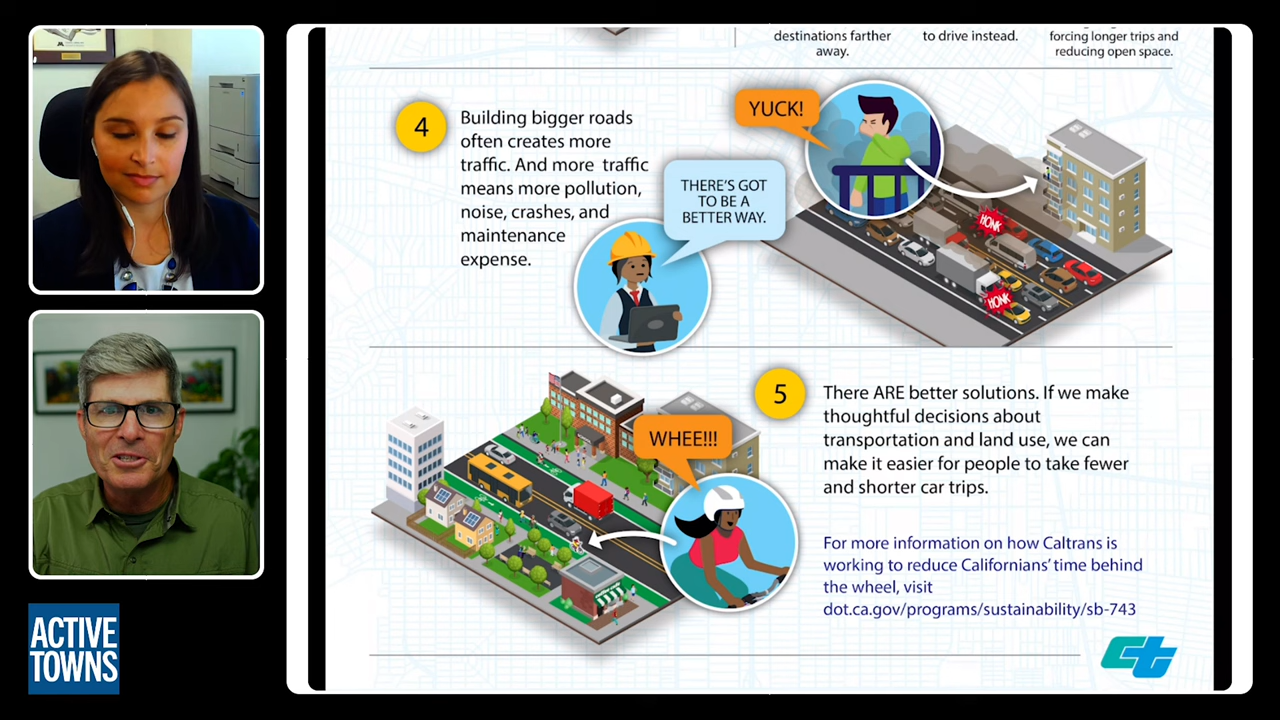 destinations farther
away.
to drive instead.
forcing longer trips and
reducing open space.
4
Building bigger roads
often creates more
traffic. And more traffic
means more pollution,
noise, crashes, and
maintenance
expense.
YUCK!
THERE'S GOT
TO BE A
BETTER WAY.
HONK
HONK
5
There ARE better solutions. If we make
thoughtful decisions about
transportation and land use, we can
make it easier for people to take fewer
and shorter car trips.
WHEE!!!
For more information on how Caltrans is
working to reduce Californians' time behind
the wheel, visit
dot.ca.gov/programs/sustainability/sb-743
ct
ACTIVE
TOWNS